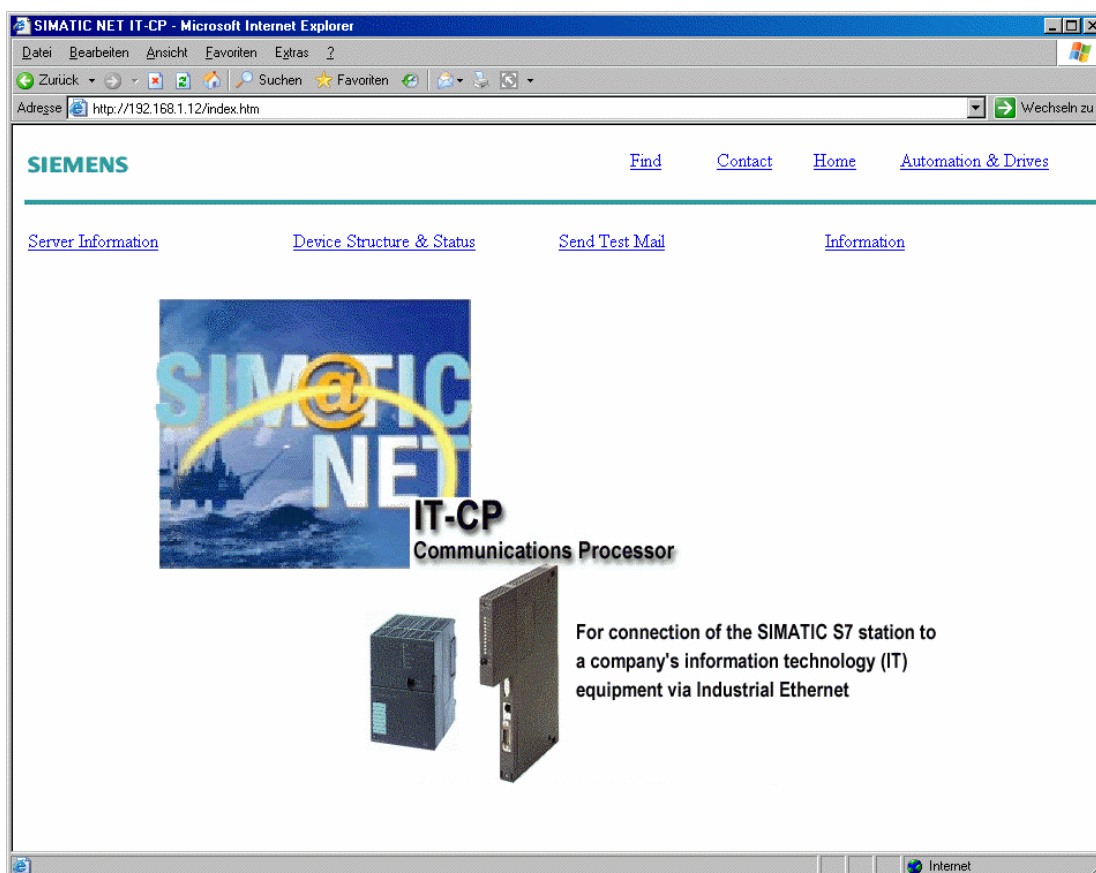 SIMATIC NET IT-CP - Microsoft Internet Explorer
Datei Bearbeiten Ansicht Favoriten Extras ?
Zurück Suchen Favoriten
Adresse http://192.168.1.12/index.htm Wechseln zu
SIEMENS Find Contact Home Automation & Drives
Server Information Device Structure & Status Send Test Mail Information
SIM@TIC
NET
IT-CP
Communications Processor
For connection of the SIMATIC S7 station to
a company's information technology (IT)
equipment via Industrial Ethernet
Internet